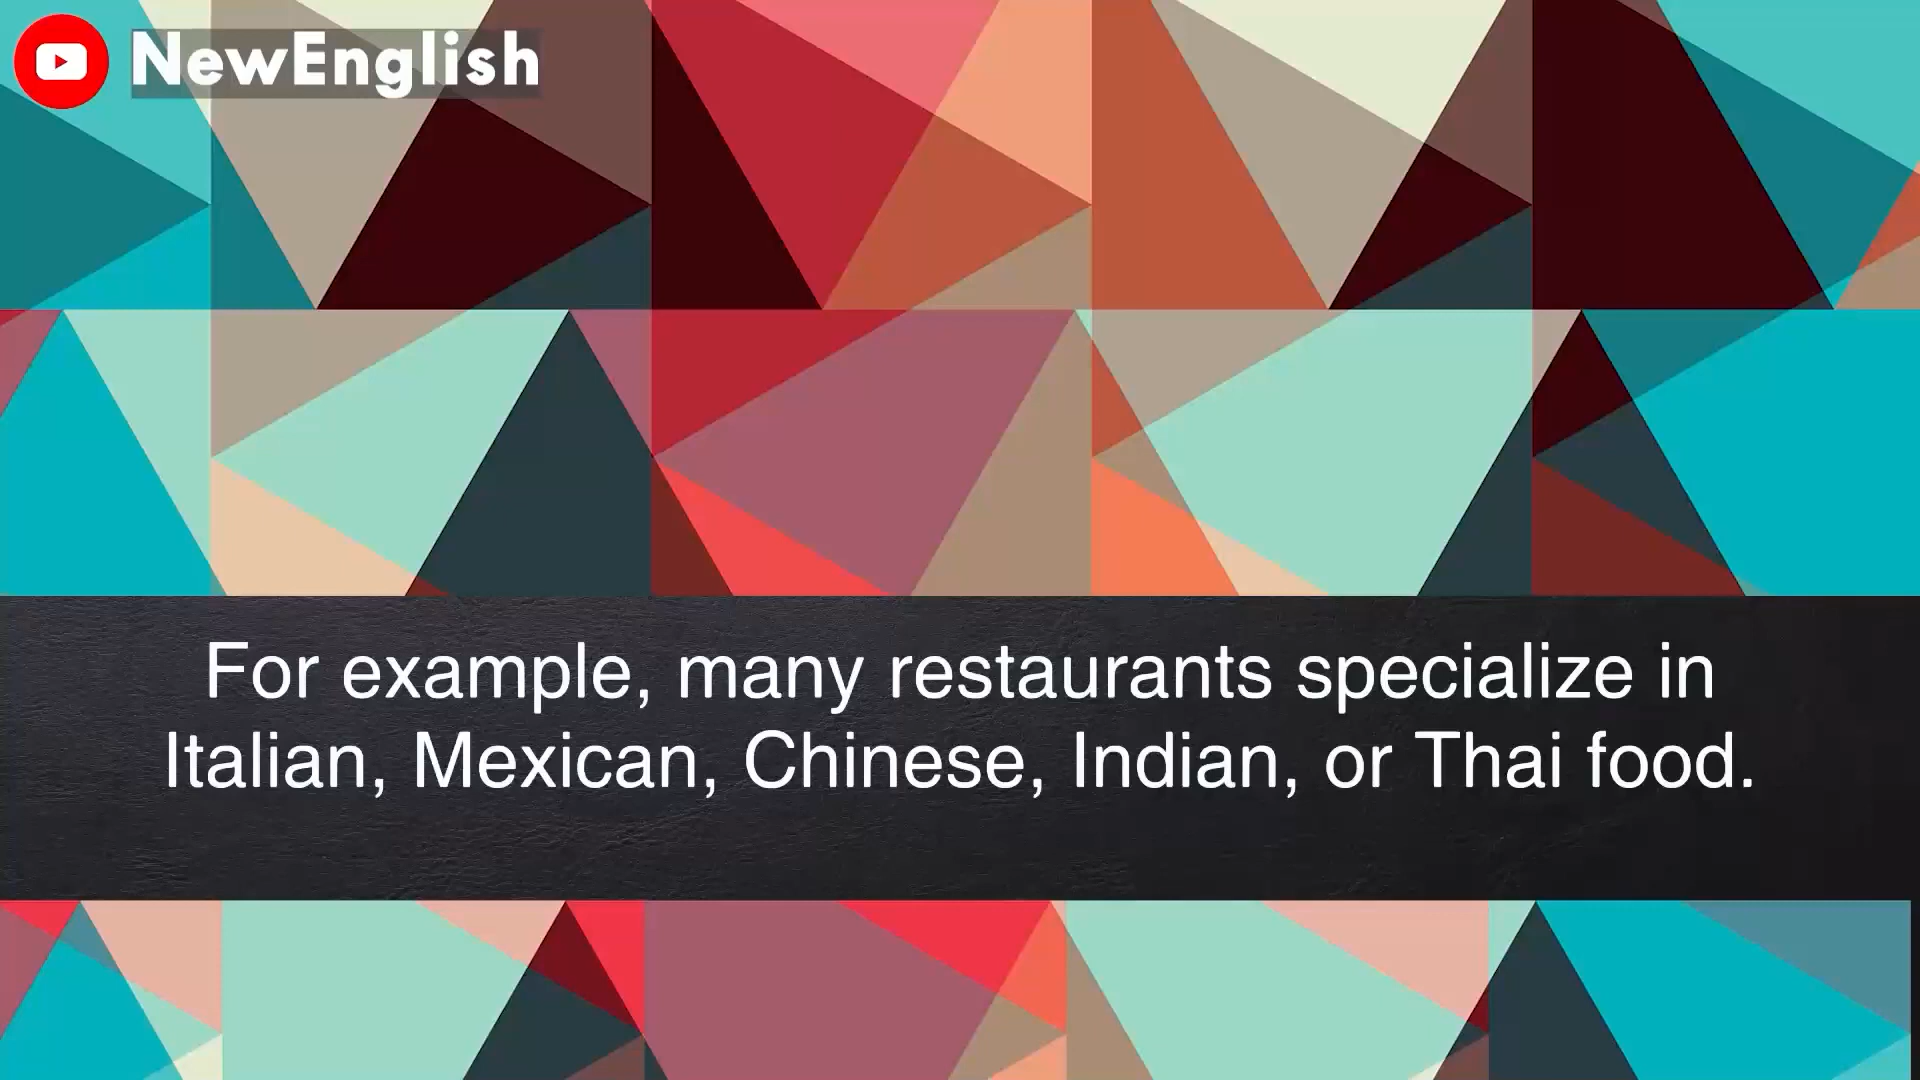 NewEnglish
For example, many restaurants specialize in
Italian, Mexican, Chinese, Indian, or Thai food.